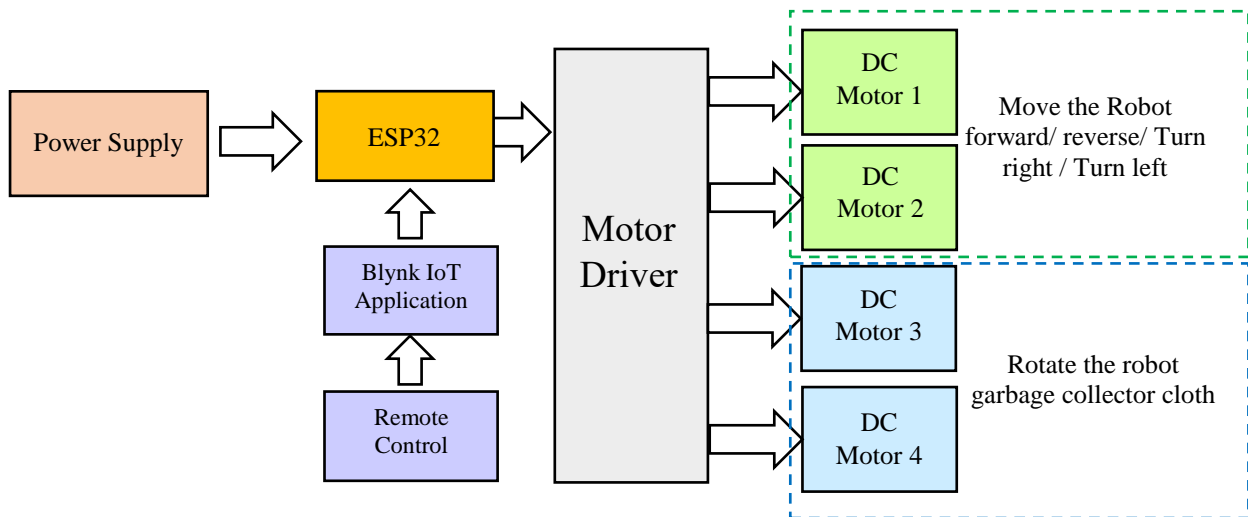 Power Supply
ESP32
Blynk IoT
Application
Remote
Control
Motor
Driver
DC
Motor 1
DC
Motor 2
Move the Robot
forward/ reverse/ Turn
right / Turn left
DC
Motor 3
DC
Motor 4
Rotate the robot
garbage collector cloth